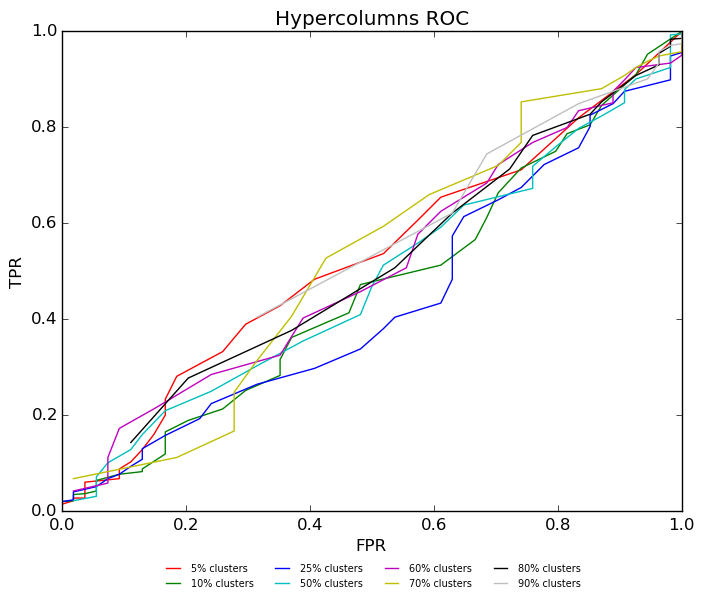 Hypercolumns ROC
1.0
0.8
0.6
0.4
0.2
0.0
TPR
0.0 0.2 0.4 0.6 0.8 1.0
FPR
5% clusters 25% clusters 60% clusters 80% clusters
10% clusters 50% clusters 70% clusters 90% clusters